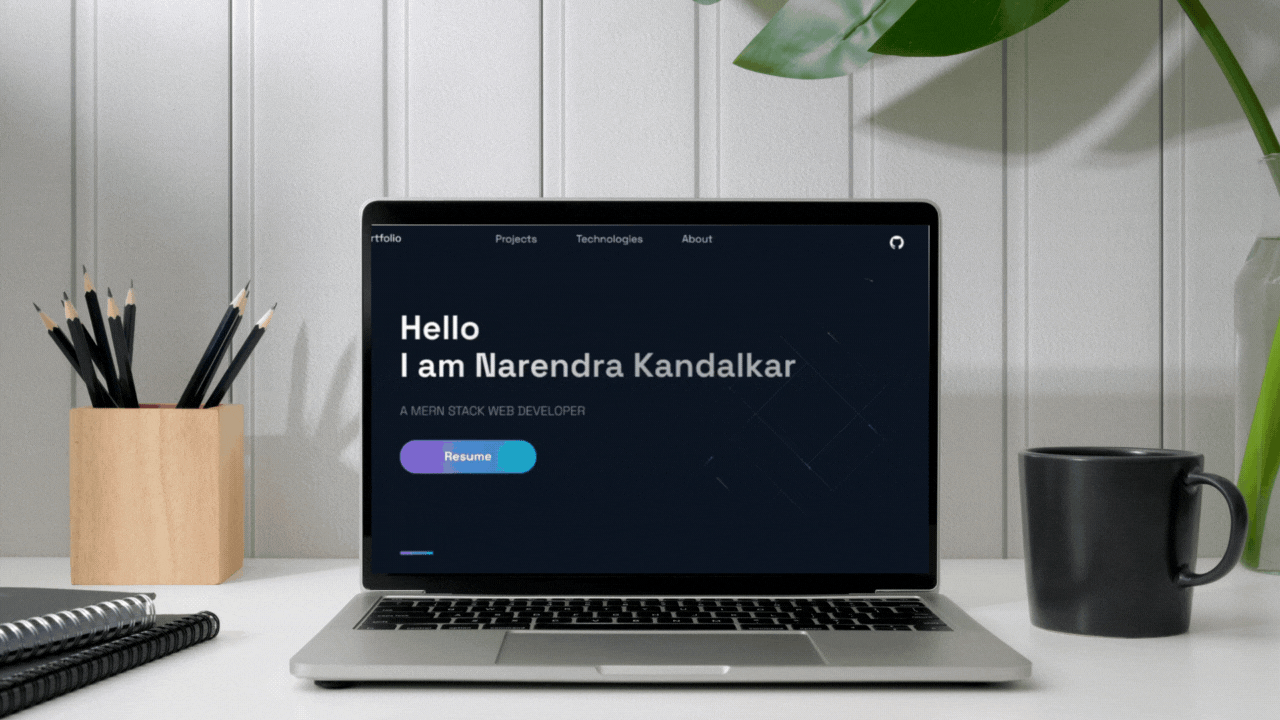 rtfolio
Projects
Technologies
About
Hello
I am Narendra Kandalkar
A MERN STACK WEB DEVELOPER
Resume